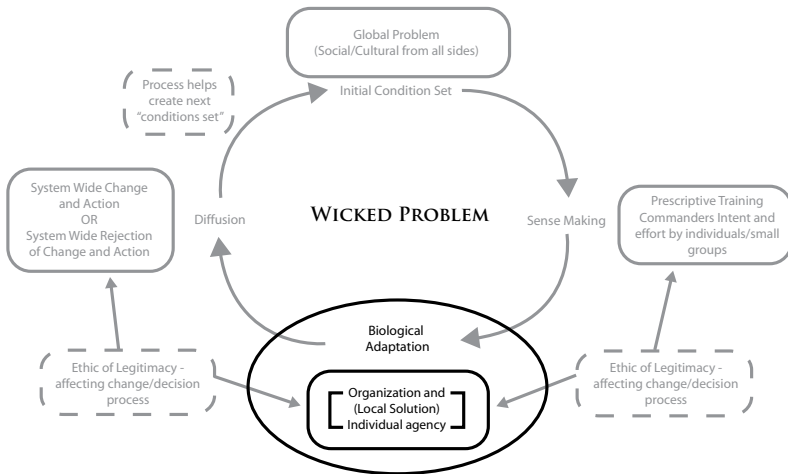 Global Problem
(Social/Cultural from all sides)
Process helps
create next
“conditions set”
Initial Condition Set
System Wide Change
and Action
OR
System Wide Rejection
of Change and Action
Diffusion
WICKED PROBLEM
Sense Making
Prescriptive Training
Commanders Intent and
effort by individuals/small
groups
Biological
Adaptation
Ethic of Legitimacy -
affecting change/decision
process
Organization and
(Local Solution)
Individual agency
Ethic of Legitimacy -
affecting change/decision
process